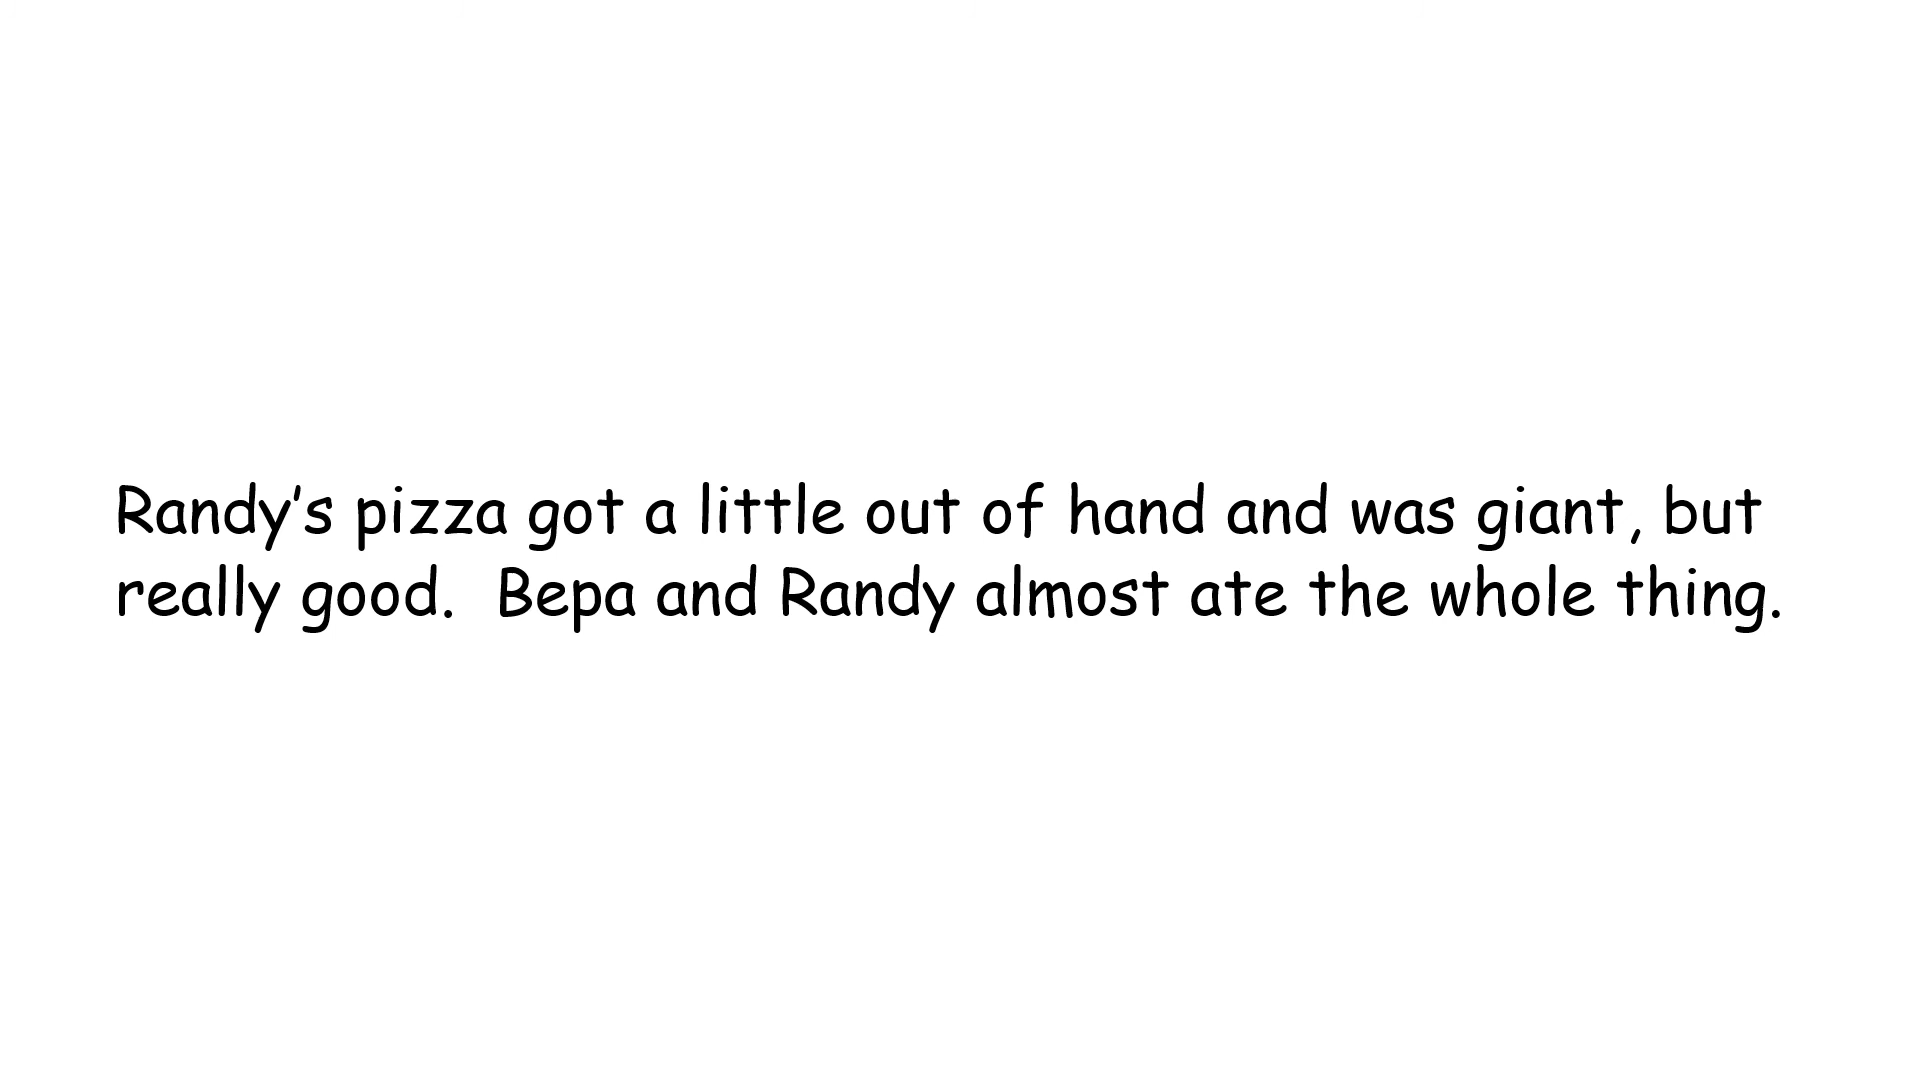 Randy’s pizza got a little out of hand and was giant, but
really good.  Bepa and Randy almost ate the whole thing.